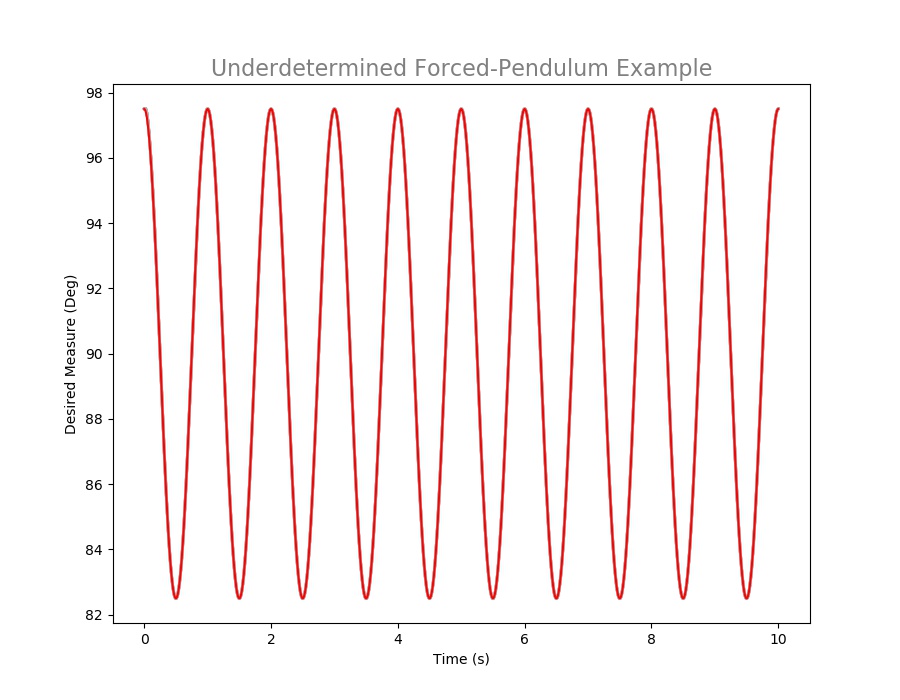 Underdetermined Forced-Pendulum Example
98
96
94
92
90
88
86
84
82
Desired Measure (Deg)
0 2 4 6 8 10
Time (s)